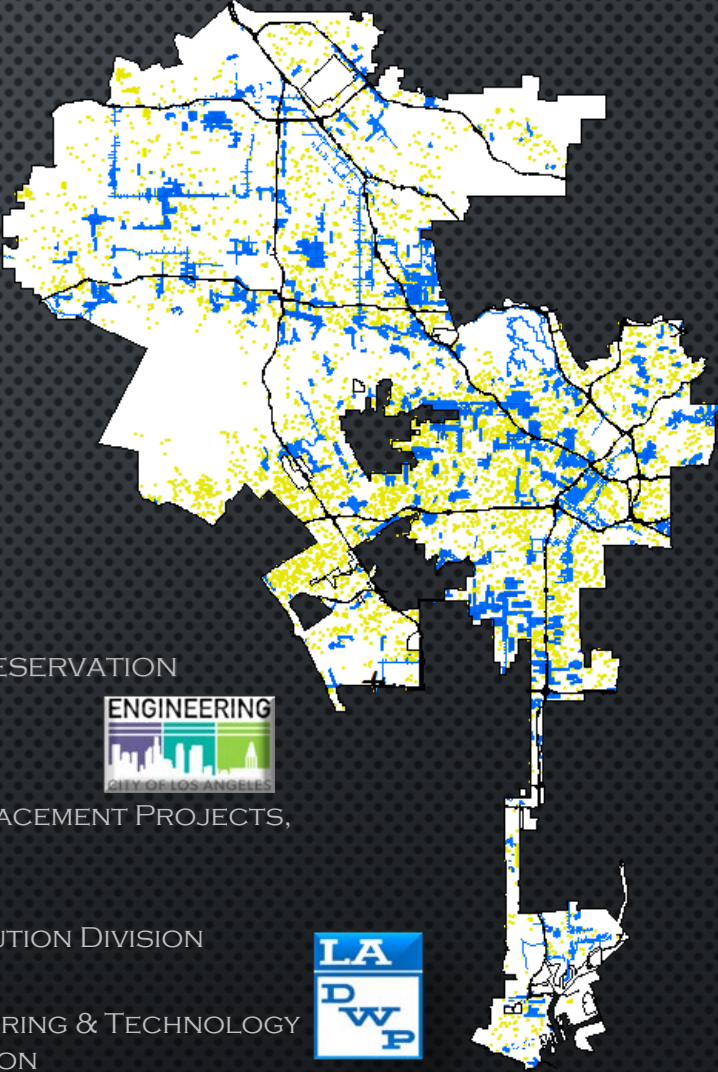 ESERVATION
ENGINEERING
CITY OF LOS ANGELES
ACEMENT PROJECTS,
UTION DIVISION
LA
DWP
RING & TECHNOLOGY
ON